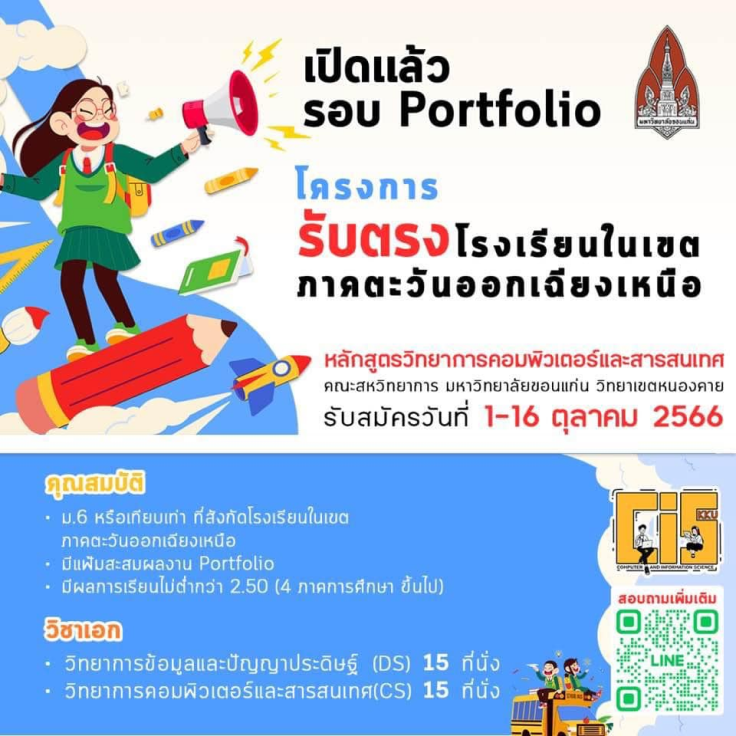 เปิดแล้ว
รอบ Portfolio
มหาวิทยาลัยขอนแก่น
โครงการ
รับตรงโรงเรียนในเขต
ภาคตะวันออกเฉียงเหนือ
หลักสูตรวิทยาการคอมพิวเตอร์และสารสนเทศ
คณะสหวิทยาการ มหาวิทยาลัยขอนแก่น วิทยาเขตหนองคาย
รับสมัครวันที่ 1-16 ตุลาคม 2566
คุณสมบัติ
• ม.6 หรือเทียบเท่า ที่สังกัดโรงเรียนในเขต
ภาคตะวันออกเฉียงเหนือ
• มีแฟ้มสะสมผลงาน Portfolio
• มีผลการเรียนไม่ต่ำกว่า 2.50 (4 ภาคการศึกษา ขึ้นไป)
วิชาเอก
• วิทยาการข้อมูลและปัญญาประดิษฐ์ (DS) 15 ที่นั่ง
• วิทยาการคอมพิวเตอร์และสารสนเทศ(CS) 15 ที่นั่ง
CiS KKU
COMPUTER AND INFORMATION SCIENCE
สอบถามเพิ่มเติม
LINE